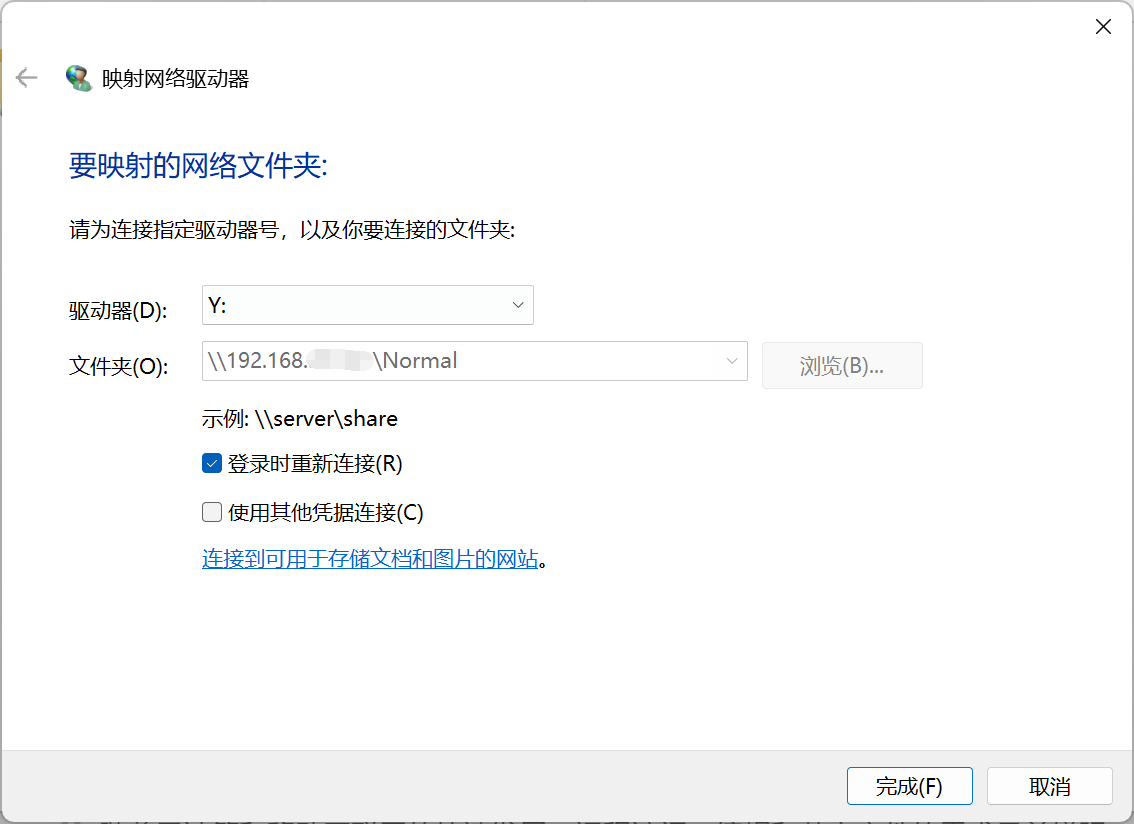 映射网络驱动器
要映射的网络文件夹:
请为连接指定驱动器号，以及你要连接的文件夹:
驱动器(D): Y:
文件夹(O): \\192.168. \Normal 浏览(B)...
示例: \\server\share
登录时重新连接(R)
使用其他凭据连接(C)
连接到可用于存储文档和图片的网站。
完成(F) 取消